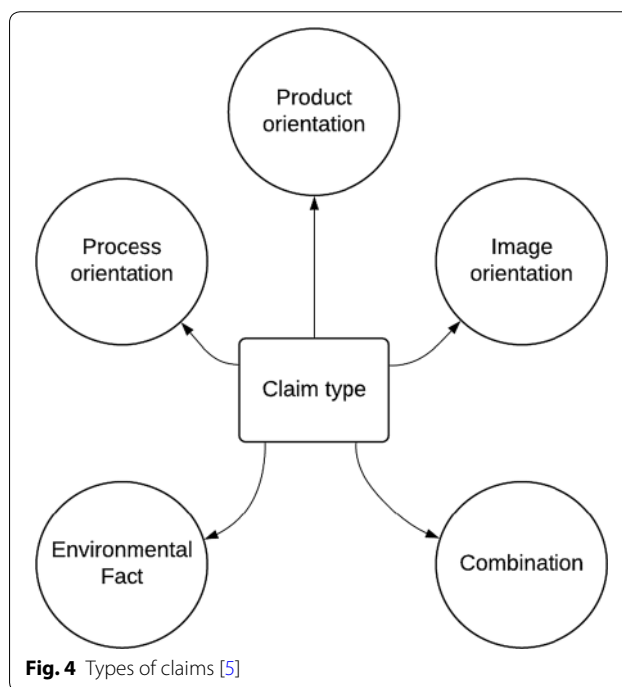 Product
orientation
Process
orientation
Image
orientation
Claim type
Environmental
Fact
Combination
Fig. 4 Types of claims [5]